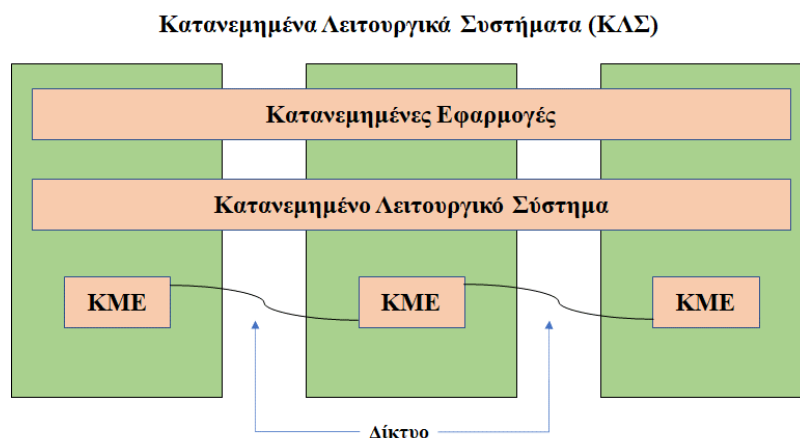 Κατανεμημένα Λειτουργικά Συστήματα (ΚΛΣ)
Κατανεμημένες Εφαρμογές
Κατανεμημένο Λειτουργικό Σύστημα
ΚΜΕ
ΚΜΕ
ΚΜΕ
Δίκτυο